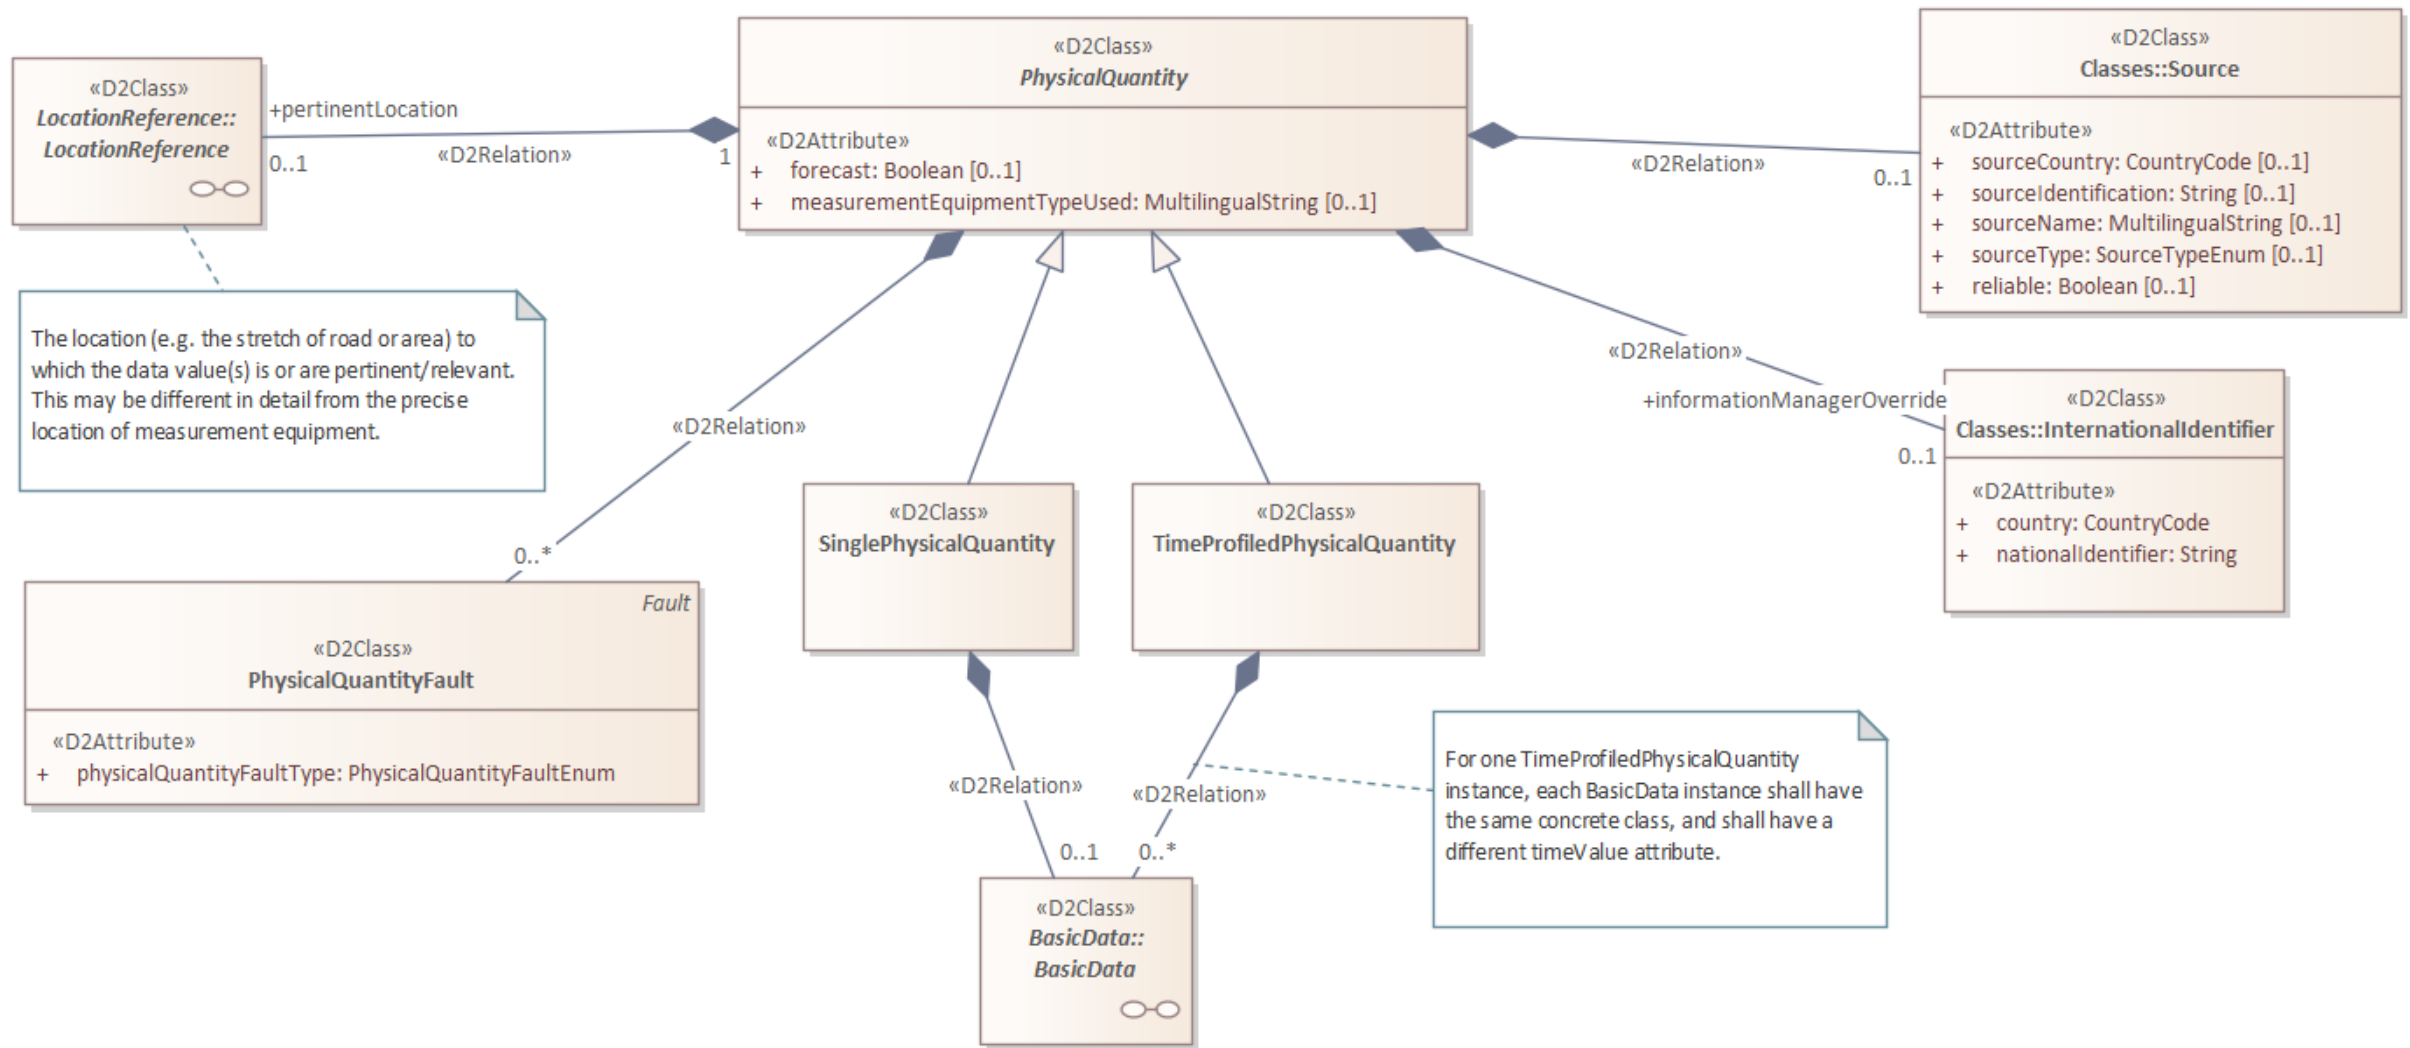 «D2Class»
LocationReference::
LocationReference
+pertinentLocation
0..1
«D2Relation»
1
«D2Class»
PhysicalQuantity
«D2Attribute»
+ forecast: Boolean [0..1]
+ measurementEquipmentTypeUsed: MultilingualString [0..1]
«D2Relation»
0..1
«D2Class»
Classes::Source
«D2Attribute»
+ sourceCountry: CountryCode [0..1]
+ sourceIdentification: String [0..1]
+ sourceName: MultilingualString [0..1]
+ sourceType: SourceTypeEnum [0..1]
+ reliable: Boolean [0..1]
The location (e.g. the stretch of road or area) to
which the data value(s) is or are pertinent/relevant.
This may be different in detail from the precise
location of measurement equipment.
«D2Relation»
0..*
«D2Relation»
+informationManagerOverride
0..1
«D2Class»
Classes::InternationalIdentifier
«D2Attribute»
+ country: CountryCode
+ nationalIdentifier: String
Fault
«D2Class»
PhysicalQuantityFault
«D2Attribute»
+ physicalQuantityFaultType: PhysicalQuantityFaultEnum
«D2Class»
SinglePhysicalQuantity
«D2Class»
TimeProfiledPhysicalQuantity
«D2Relation»
0..1
«D2Relation»
0..*
For one TimeProfiledPhysicalQuantity
instance, each BasicData instance shall have
the same concrete class, and shall have a
different timeValue attribute.
«D2Class»
BasicData::
BasicData